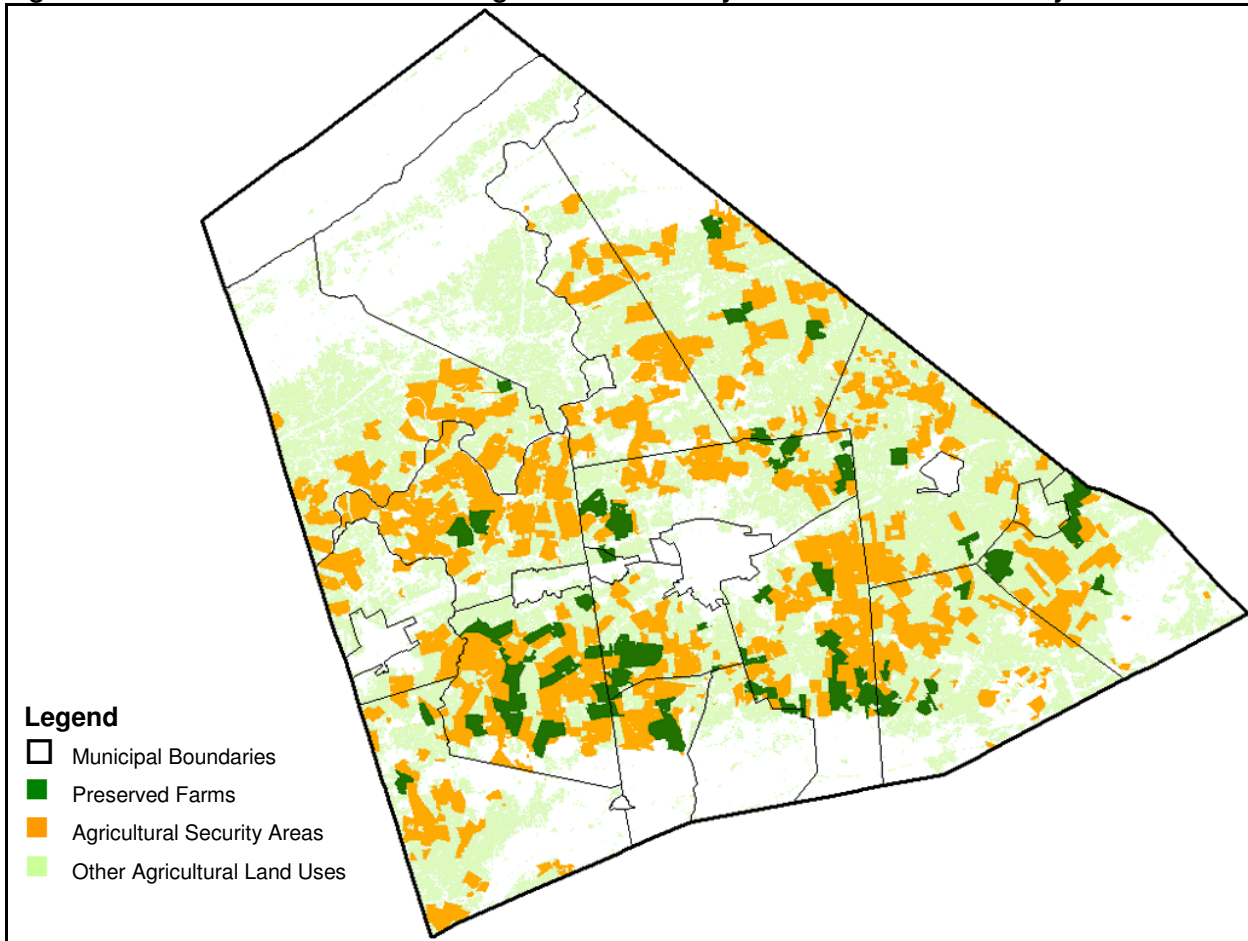 Legend
Municipal Boundaries
Preserved Farms
Agricultural Security Areas
Other Agricultural Land Uses